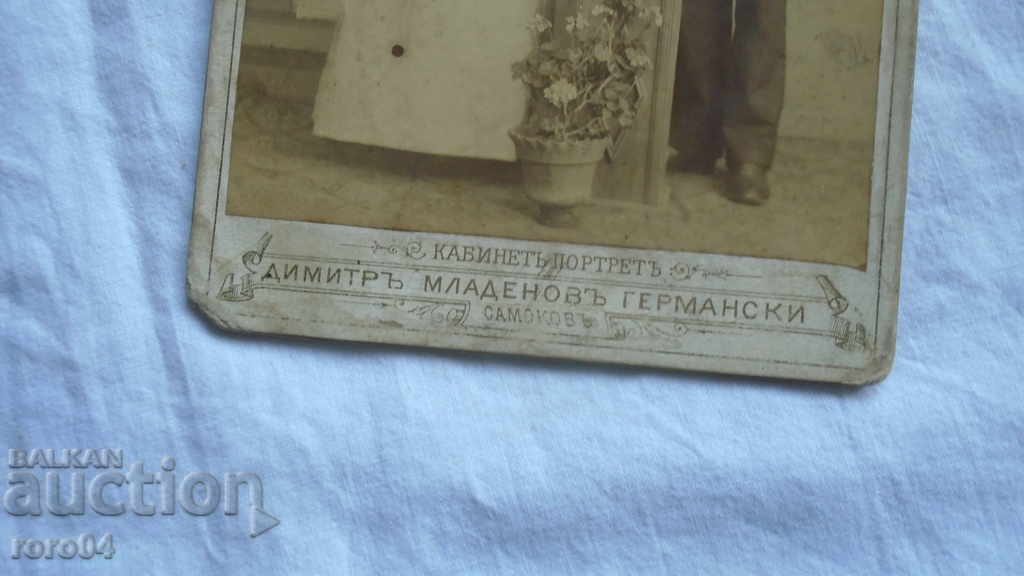 КАБИНЕТЪ ПОРТРЕТЪ
ДИМИТРЪ МЛАДЕНОВЪ ГЕРМАНСКИ
САМОКОВЪ
BALKAN
auction
roro04